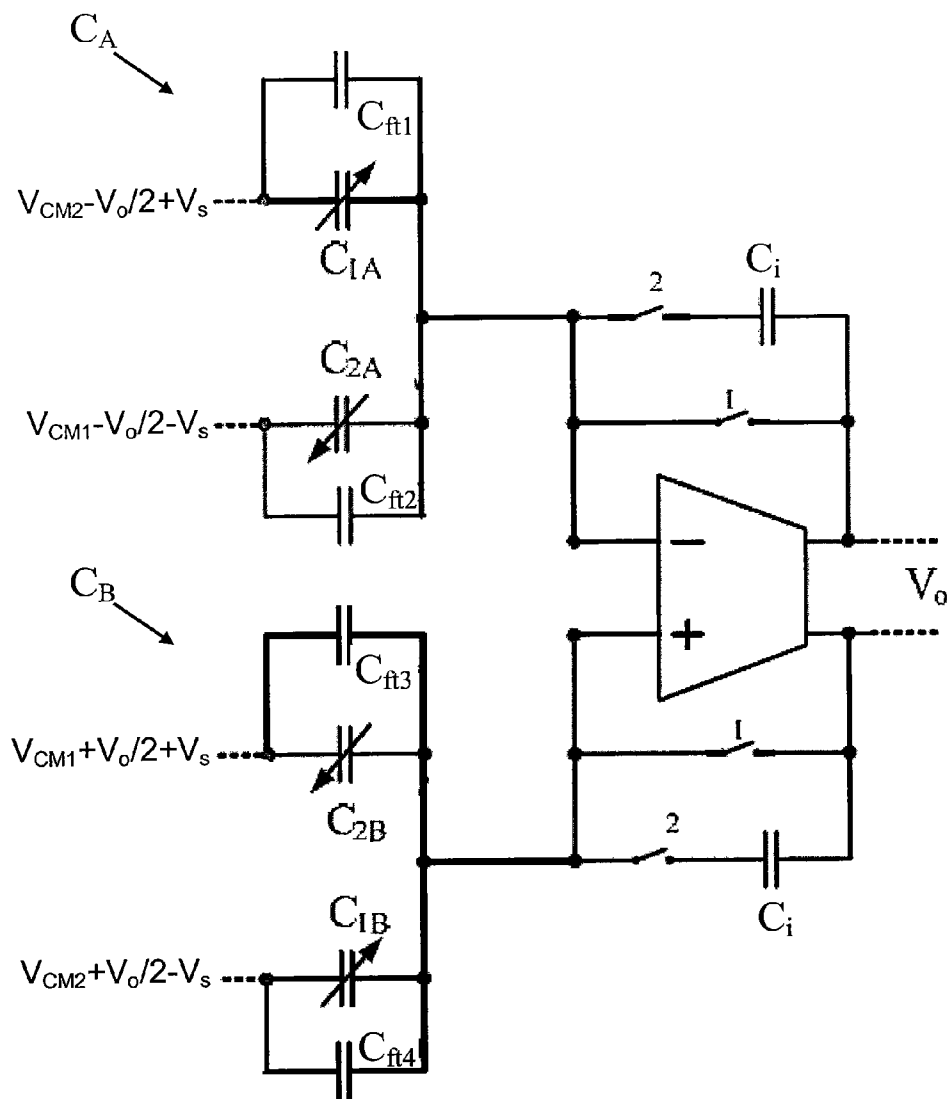 C_A
C_ft1
V_CM2-V_o/2+V_s
C_1A
2
C_i
C_2A
1
V_CM1-V_o/2-V_s
C_ft2
−
C_B
V_o
+
C_ft3
V_CM1+V_o/2+V_s
1
C_2B
2
C_1B
C_i
V_CM2+V_o/2-V_s
C_ft4